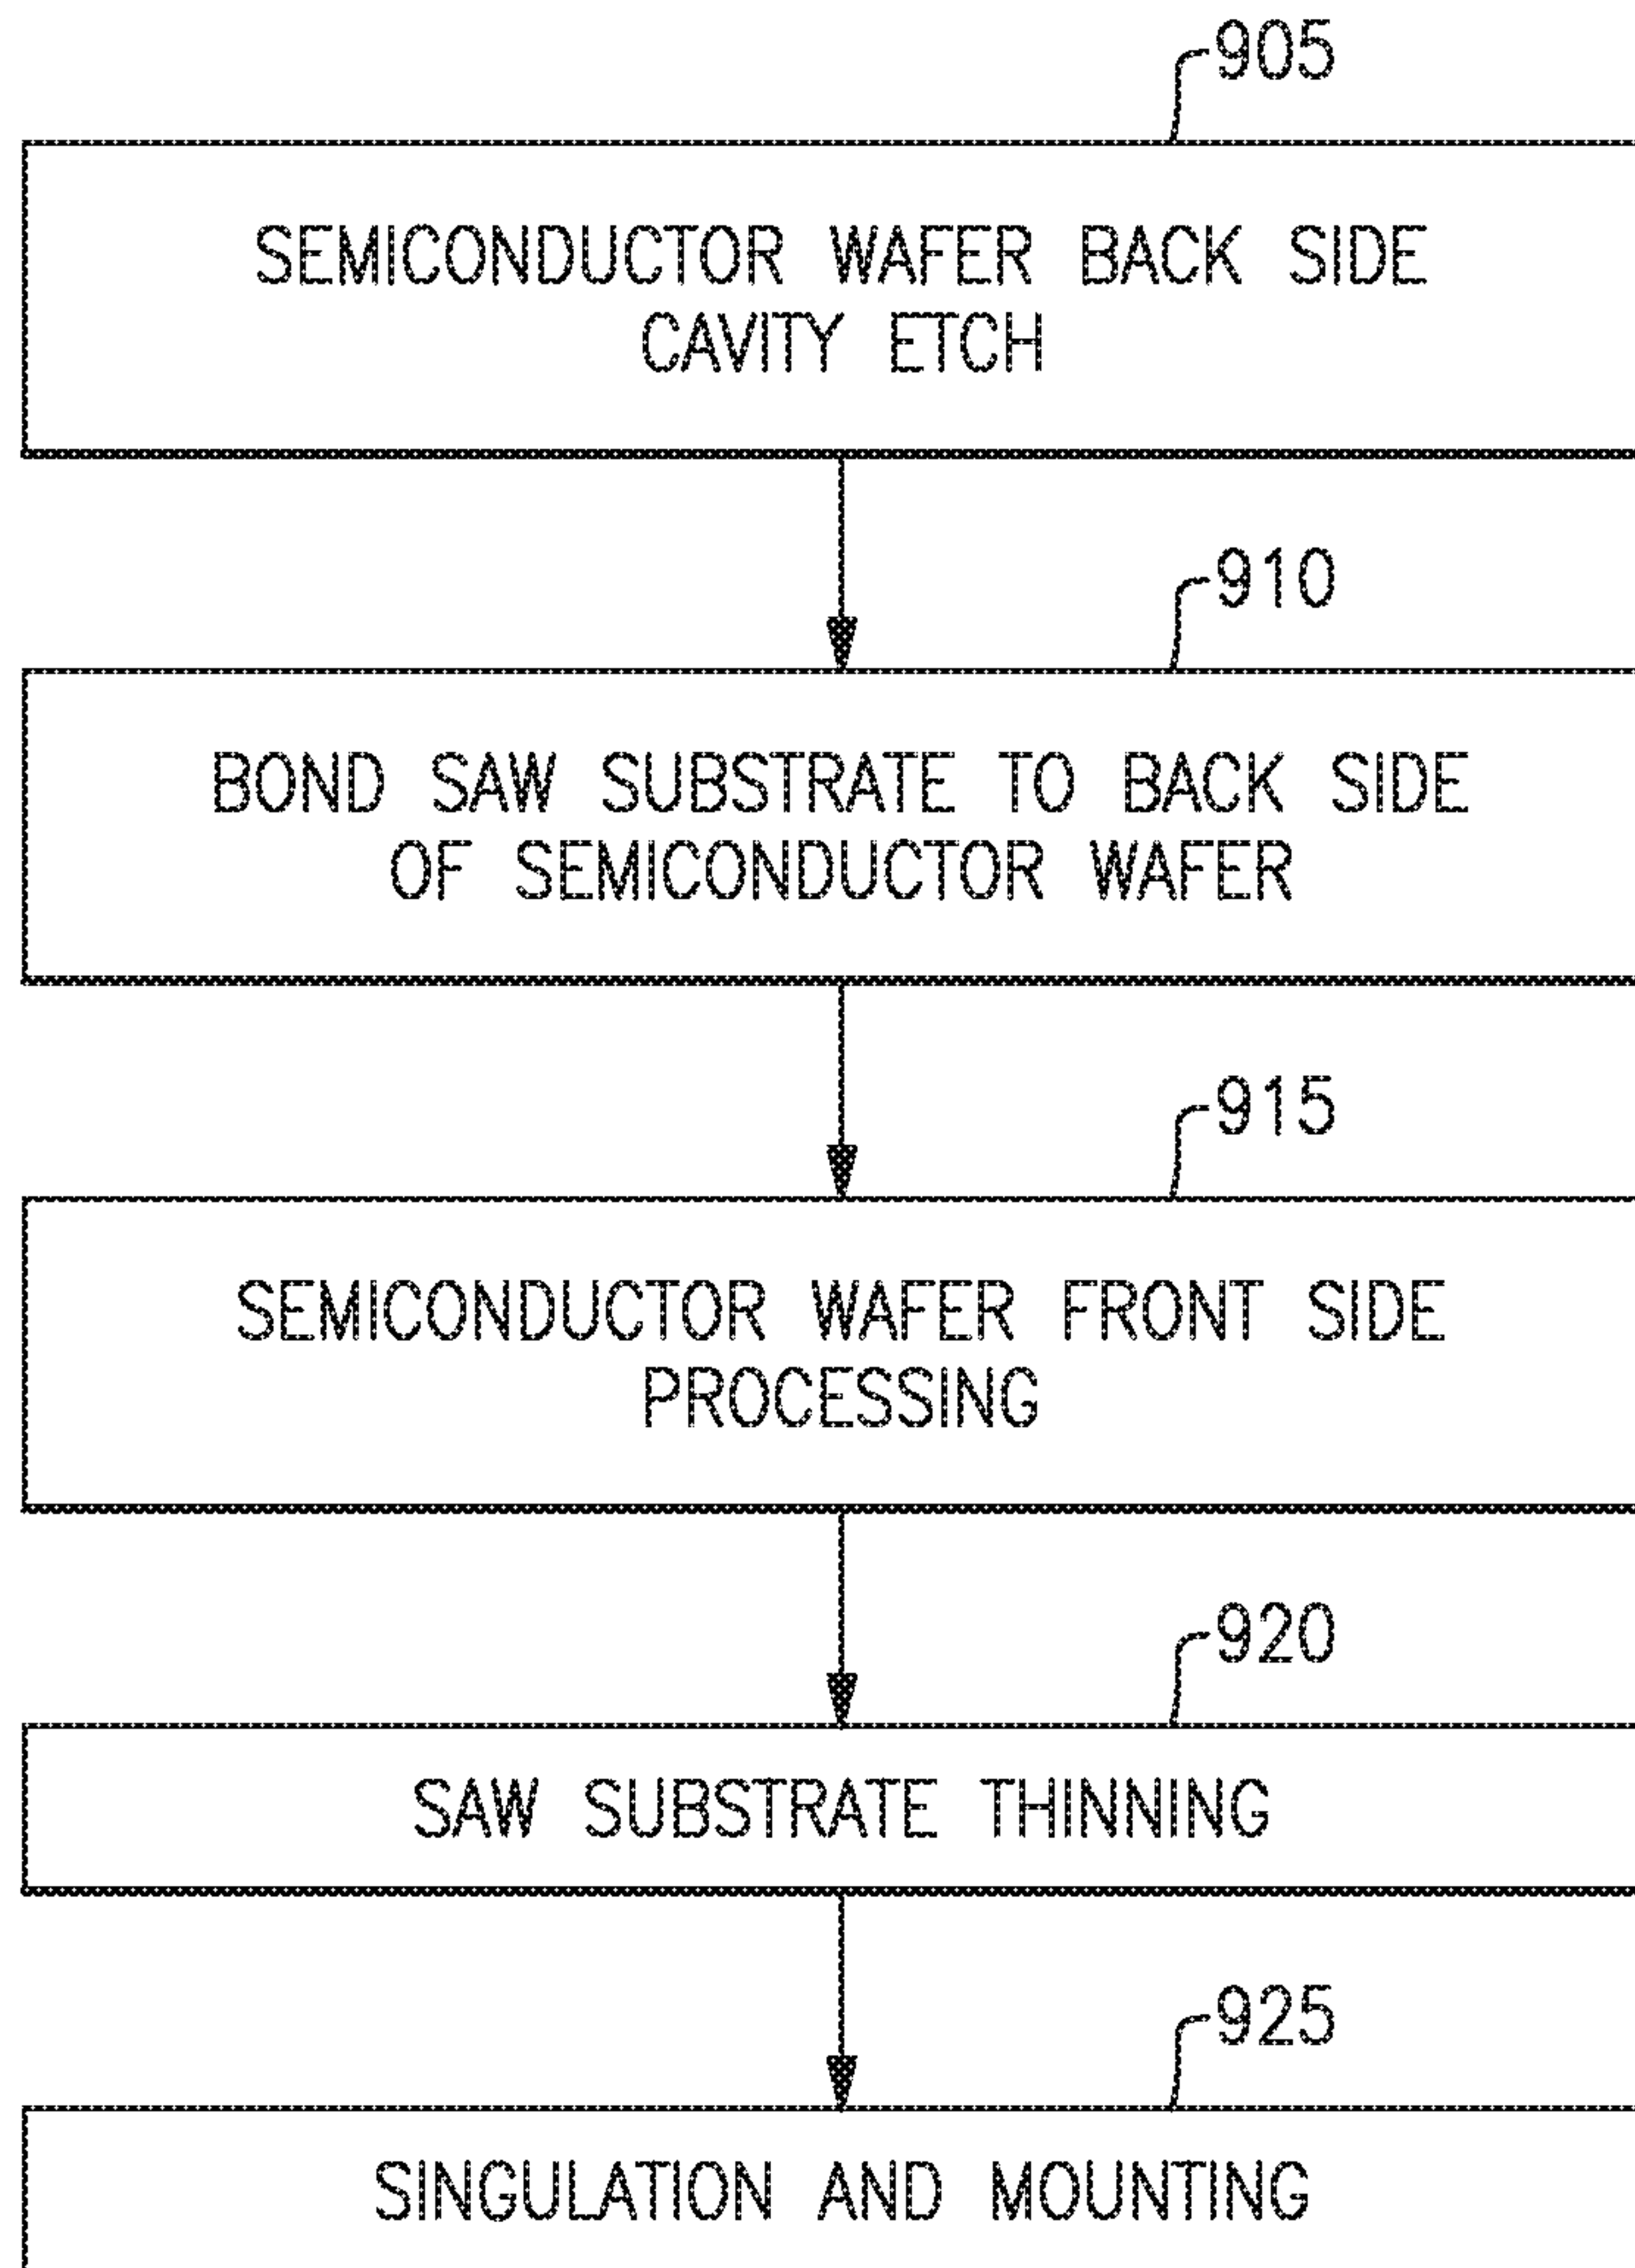 905
SEMICONDUCTOR WAFER BACK SIDE
CAVITY ETCH
910
BOND SAW SUBSTRATE TO BACK SIDE
OF SEMICONDUCTOR WAFER
915
SEMICONDUCTOR WAFER FRONT SIDE
PROCESSING
920
SAW SUBSTRATE THINNING
925
SINGULATION AND MOUNTING